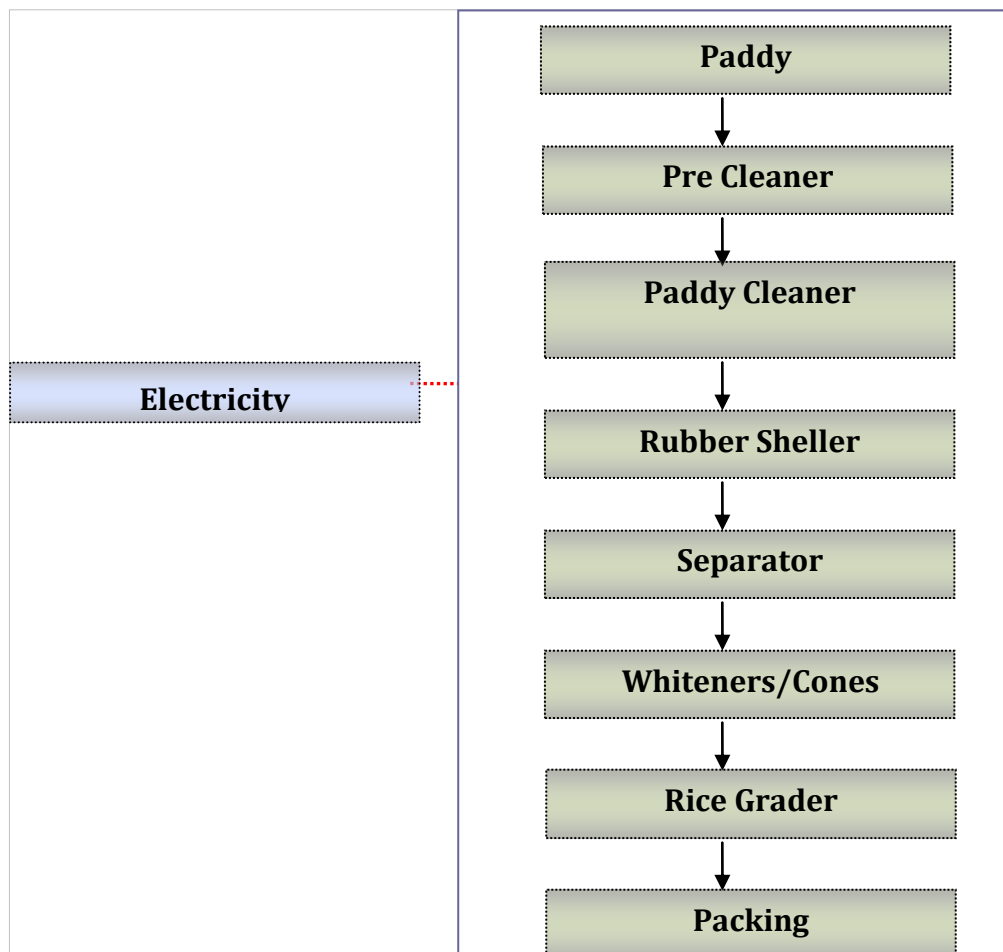 Paddy
Pre Cleaner
Paddy Cleaner
Electricity
Rubber Sheller
Separator
Whiteners/Cones
Rice Grader
Packing